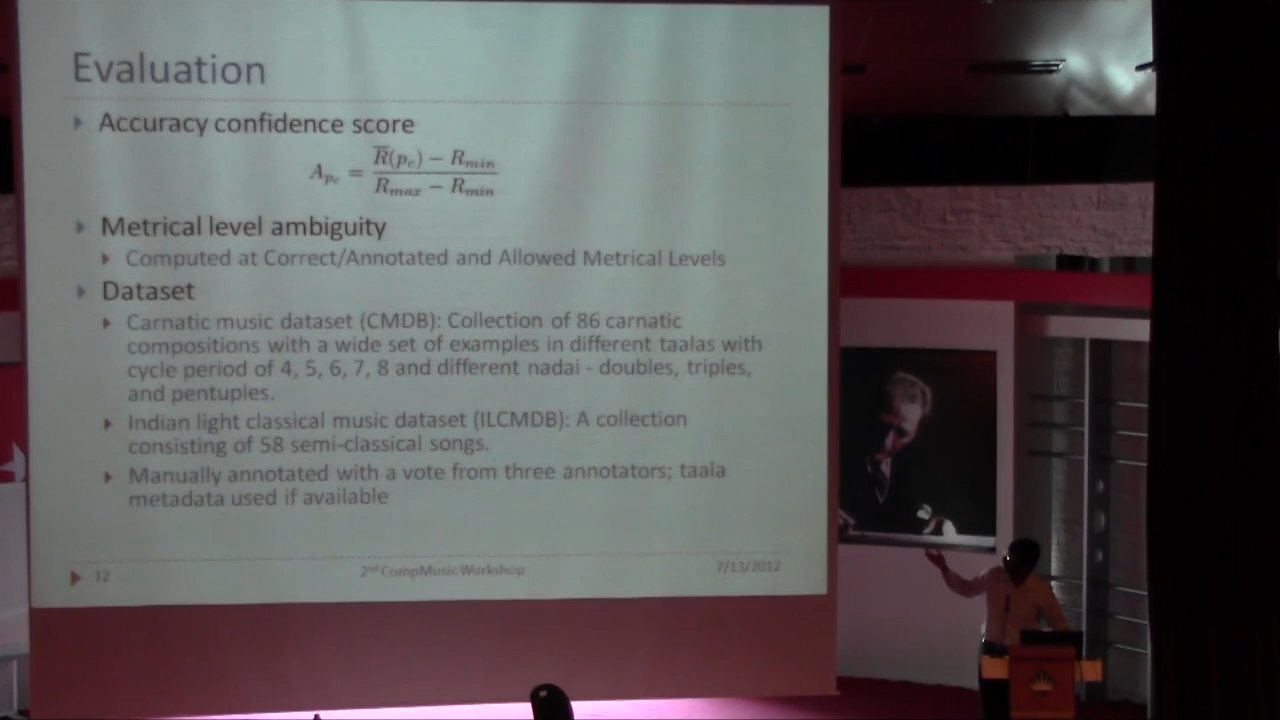 Evaluation
Accuracy confidence score
A_{p_c} = \frac{\overline{R}(p_c) - R_{min}}{R_{max} - R_{min}}
Metrical level ambiguity
Computed at Correct/Annotated and Allowed Metrical Levels
Dataset
Carnatic music dataset (CMDB): Collection of 86 carnatic
compositions with a wide set of examples in different taalas with
cycle period of 4, 5, 6, 7, 8 and different nadai - doubles, triples,
and pentuples.
Indian light classical music dataset (ILCMDB): A collection
consisting of 58 semi-classical songs.
Manually annotated with a vote from three annotators; taala
metadata used if available
12 2nd CompMusic Workshop 7/13/2012